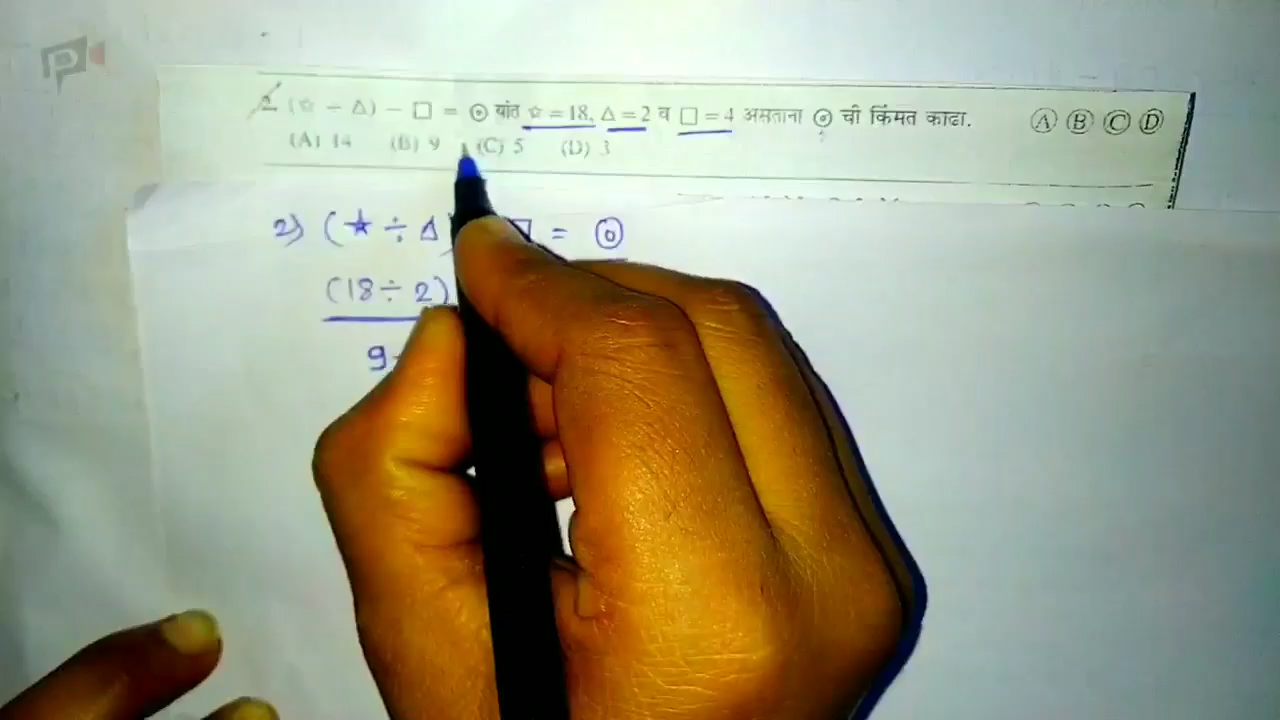 2. (☆ ÷ △) − □ = ⊙ यांत ☆ = 18, △ = 2 व □ = 4 असताना ⊙ ची किंमत काढा. Ⓐ Ⓑ Ⓒ Ⓓ
(A) 14 (B) 9 (C) 5 (D) 3
2) (★ ÷ △) □ = ⊙
(18 ÷ 2)
9